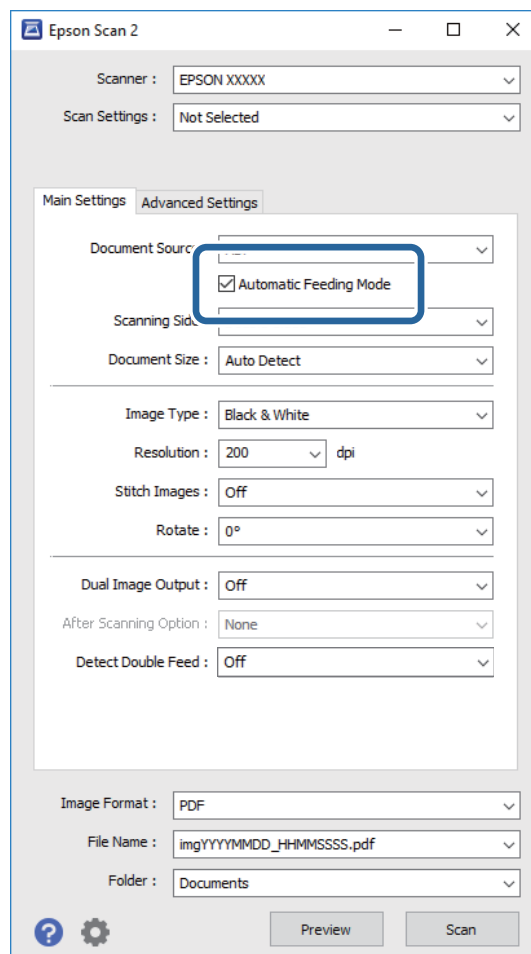 Epson Scan 2
Scanner : EPSON XXXXX
Scan Settings : Not Selected
Main Settings Advanced Settings
Document Sourc
Automatic Feeding Mode
Scanning Side
Document Size : Auto Detect
Image Type : Black & White
Resolution : 200 dpi
Stitch Images : Off
Rotate : 0°
Dual Image Output : Off
After Scanning Option : None
Detect Double Feed : Off
Image Format : PDF
File Name : imgYYYYMMDD_HHMMSSSS.pdf
Folder : Documents
Preview Scan